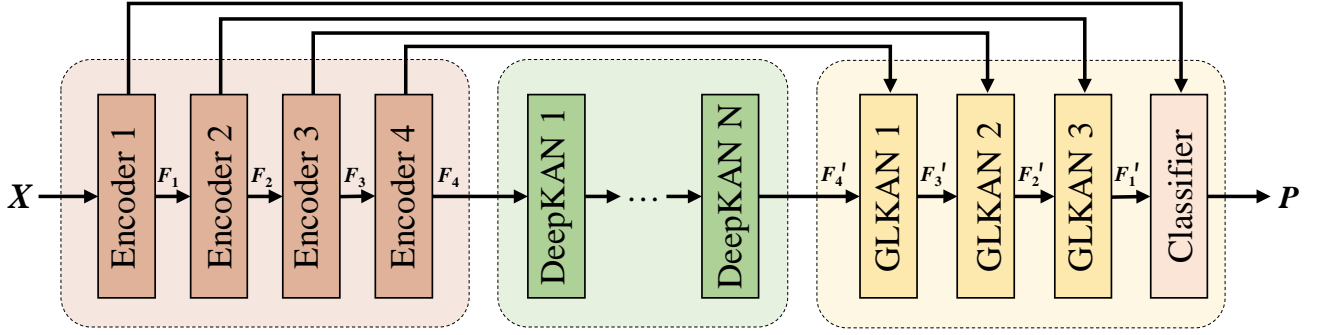 X
Encoder 1
F₁
Encoder 2
F₂
Encoder 3
F₃
Encoder 4
F₄
DeepKAN 1
...
DeepKAN N
F₄'
GLKAN 1
F₃'
GLKAN 2
F₂'
GLKAN 3
F₁'
Classifier
P